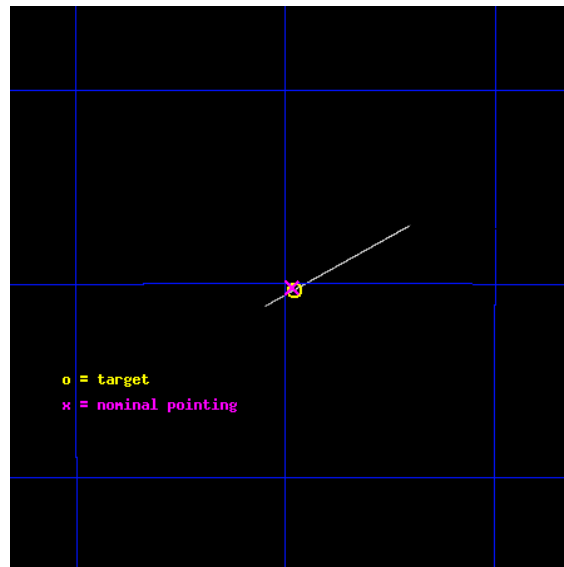 o = target
x = nominal pointing